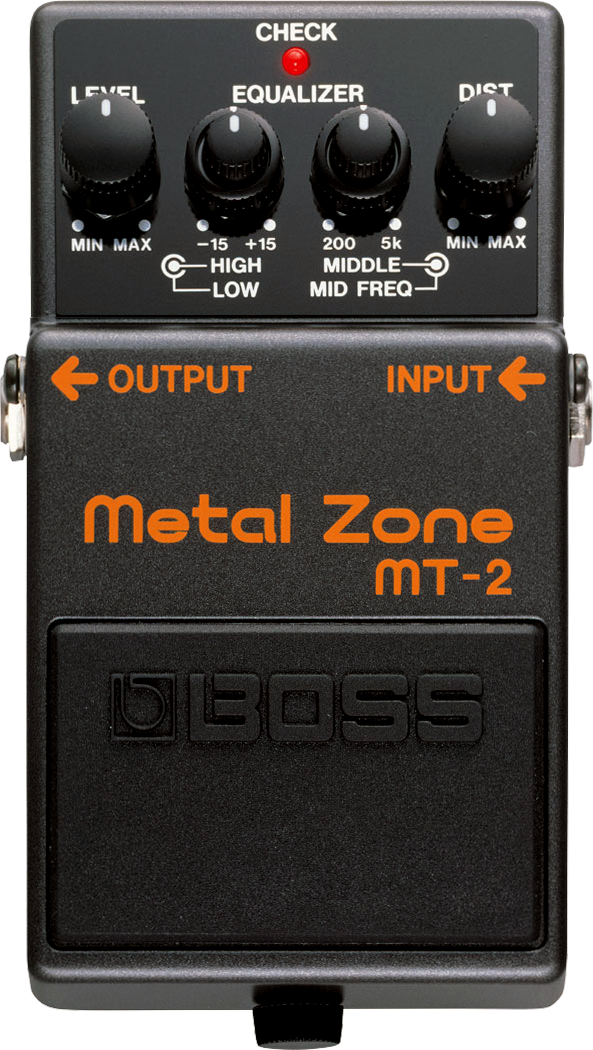 CHECK
LEVEL EQUALIZER DIST
MIN MAX −15 +15 200 5k MIN MAX
HIGH MIDDLE
LOW MID FREQ
OUTPUT INPUT
Metal Zone
MT-2
BOSS